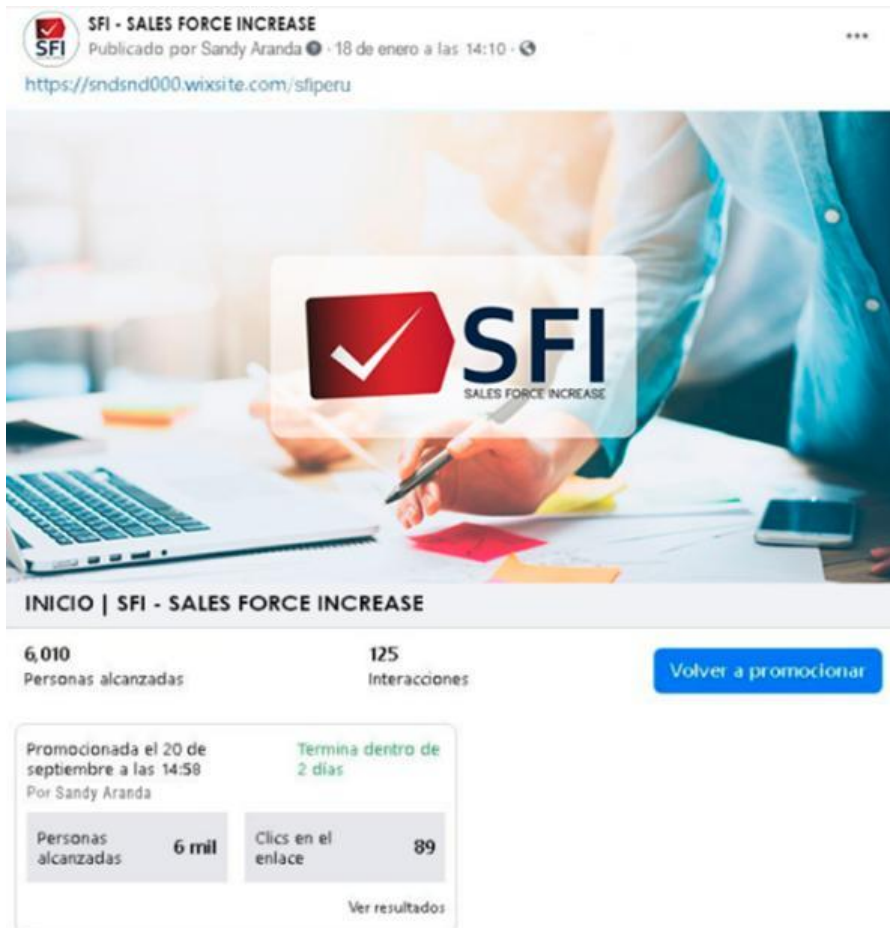 SFI - SALES FORCE INCREASE
Publicado por Sandy Aranda · 18 de enero a las 14:10 ·
SFI
https://sndsnd000.wixsite.com/sfiperu
SFI
SALES FORCE INCREASE
INICIO | SFI - SALES FORCE INCREASE
6,010
Personas alcanzadas
125
Interacciones
Volver a promocionar
Promocionada el 20 de
septiembre a las 14:58
Por Sandy Aranda
Termina dentro de
2 días
Personas
alcanzadas
6 mil
Clics en el
enlace
89
Ver resultados